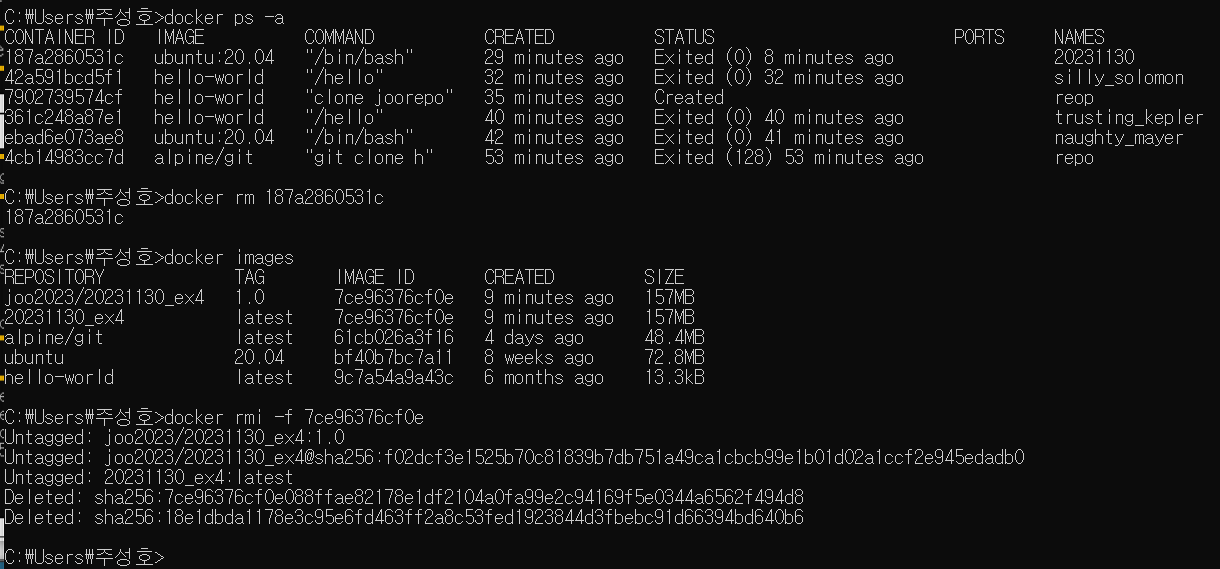 C:₩Users₩주성호>docker ps -a
CONTAINER ID IMAGE COMMAND CREATED STATUS PORTS NAMES
187a2860531c ubuntu:20.04 "/bin/bash" 29 minutes ago Exited (0) 8 minutes ago 20231130
42a591bcd5f1 hello-world "/hello" 32 minutes ago Exited (0) 32 minutes ago silly_solomon
7902739574cf hello-world "clone joorepo" 35 minutes ago Created reop
361c248a87e1 hello-world "/hello" 40 minutes ago Exited (0) 40 minutes ago trusting_kepler
ebad6e073ae8 ubuntu:20.04 "/bin/bash" 42 minutes ago Exited (0) 41 minutes ago naughty_mayer
4cb14983cc7d alpine/git "git clone h" 53 minutes ago Exited (128) 53 minutes ago repo
C:₩Users₩주성호>docker rm 187a2860531c
187a2860531c
C:₩Users₩주성호>docker images
REPOSITORY TAG IMAGE ID CREATED SIZE
joo2023/20231130_ex4 1.0 7ce96376cf0e 9 minutes ago 157MB
20231130_ex4 latest 7ce96376cf0e 9 minutes ago 157MB
alpine/git latest 61cb026a3f16 4 days ago 48.4MB
ubuntu 20.04 bf40b7bc7a11 8 weeks ago 72.8MB
hello-world latest 9c7a54a9a43c 6 months ago 13.3kB
C:₩Users₩주성호>docker rmi -f 7ce96376cf0e
Untagged: joo2023/20231130_ex4:1.0
Untagged: joo2023/20231130_ex4@sha256:f02dcf3e1525b70c81839b7db751a49ca1cbcb99e1b01d02a1ccf2e945edadb0
Untagged: 20231130_ex4:latest
Deleted: sha256:7ce96376cf0e088ffae82178e1df2104a0fa99e2c94169f5e0344a6562f494d8
Deleted: sha256:18e1dbda1178e3c95e6fd463ff2a8c53fed1923844d3fbebc91d66394bd640b6
C:₩Users₩주성호>